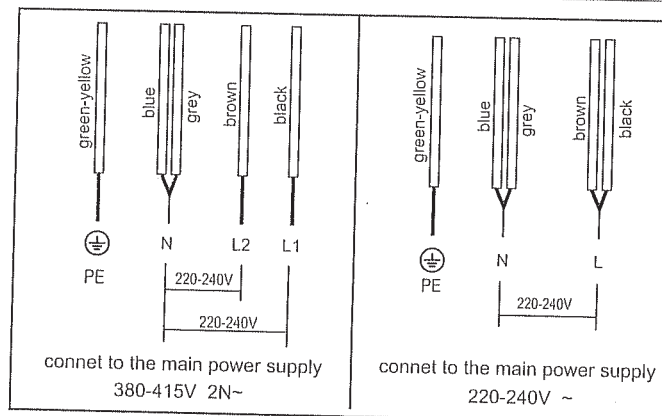 green-yellow
blue
grey
brown
black
N
L2
L1
PE
220-240V
220-240V
connet to the main power supply
380-415V 2N~
green-yellow
blue
grey
brown
black
N
L
PE
220-240V
connet to the main power supply
220-240V ~